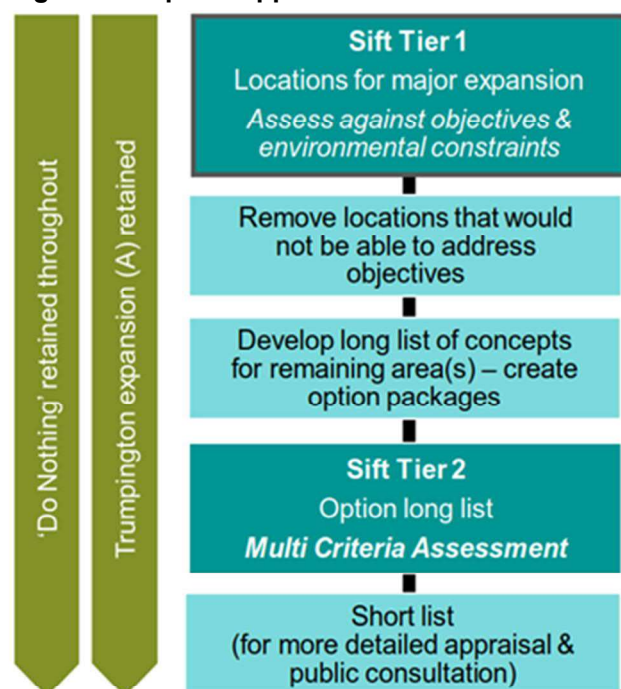 'Do Nothing' retained throughout
Trumpington expansion (A) retained
Sift Tier 1
Locations for major expansion
Assess against objectives &
environmental constraints
Remove locations that would
not be able to address
objectives
Develop long list of concepts
for remaining area(s) – create
option packages
Sift Tier 2
Option long list
Multi Criteria Assessment
Short list
(for more detailed appraisal &
public consultation)